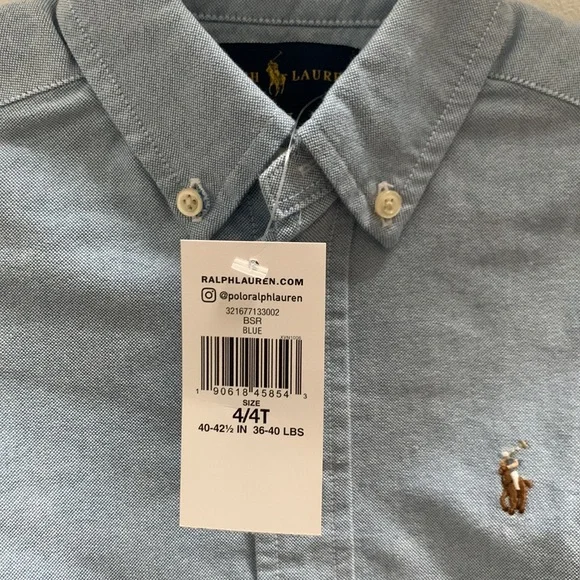 LAURE
RALPHLAUREN.COM
@poloralphlauren
321677133002
BSR
BLUE
1 90618 45854 3
SIZE
4/4T
40-42½ IN 36-40 LBS